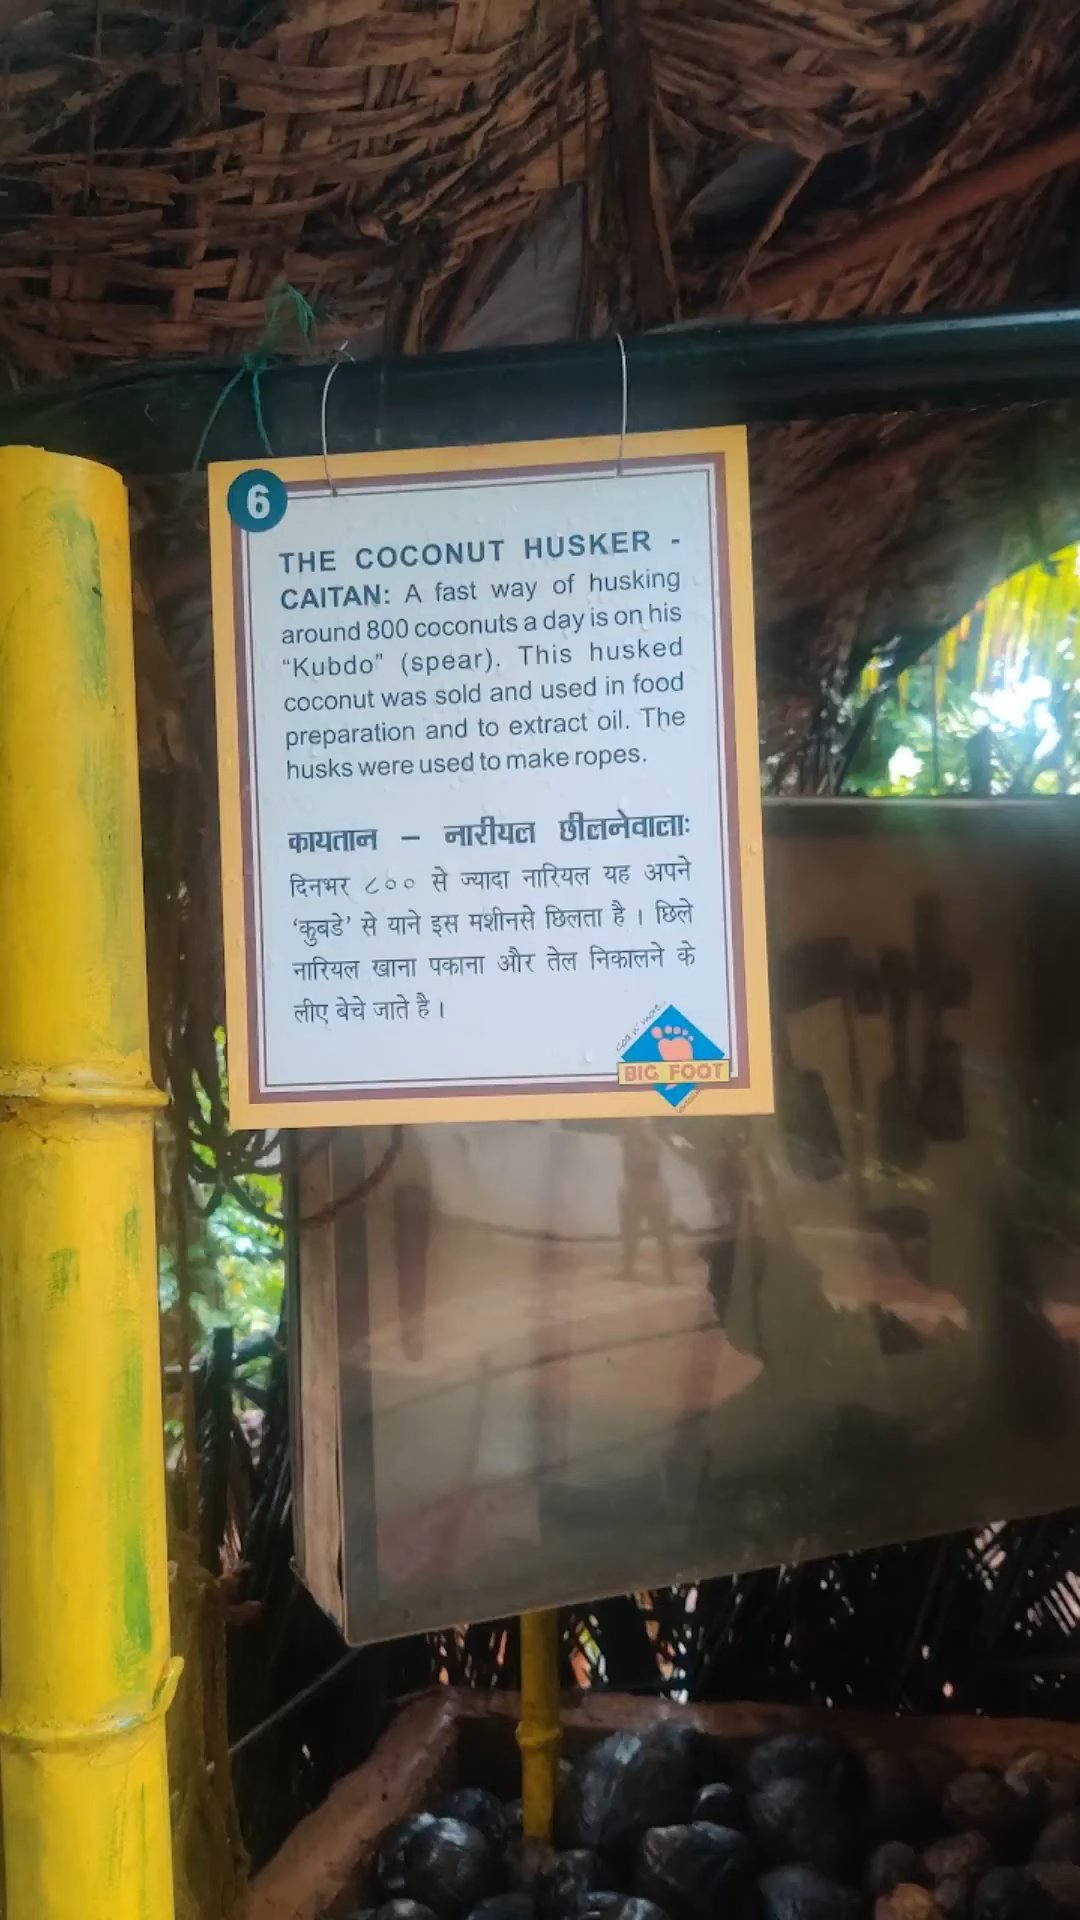 6
THE COCONUT HUSKER -
CAITAN: A fast way of husking
around 800 coconuts a day is on his
“Kubdo” (spear). This husked
coconut was sold and used in food
preparation and to extract oil. The
husks were used to make ropes.
कायतान – नारीयल छीलनेवालाः
दिनभर ८०० से ज्यादा नारियल यह अपने
‘कुबडे’ से याने इस मशीनसे छिलता है । छिले
नारियल खाना पकाना और तेल निकालने के
लीए बेचे जाते है ।
BIG FOOT